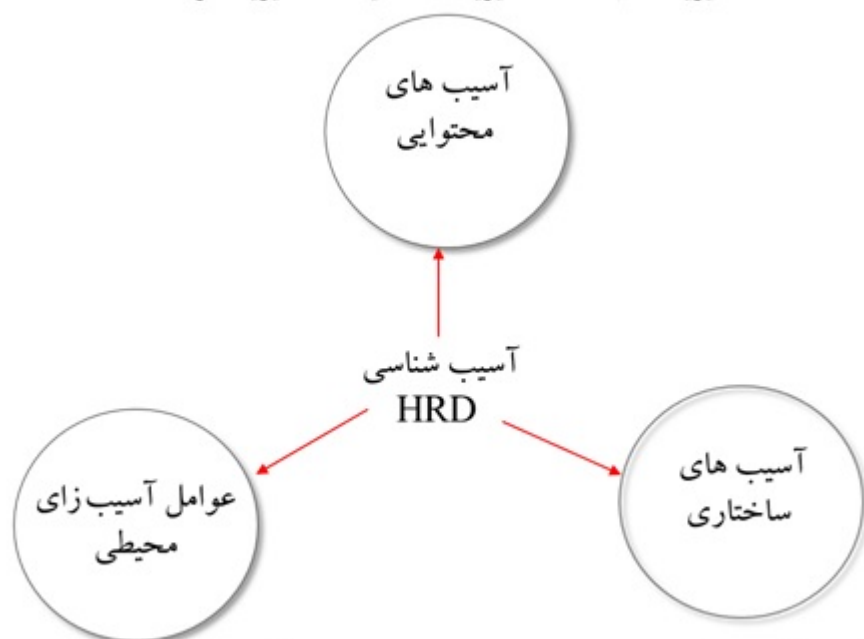 آسیب های
محتوایی
آسیب شناسی
HRD
آسیب های
ساختاری
عوامل آسیب‌زای
محیطی